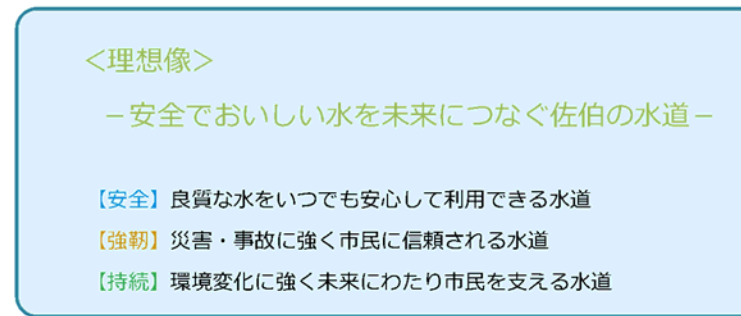 ＜理想像＞
－安全でおいしい水を未来につなぐ佐伯の水道－
【安全】良質な水をいつでも安心して利用できる水道
【強靭】災害・事故に強く市民に信頼される水道
【持続】環境変化に強く未来にわたり市民を支える水道